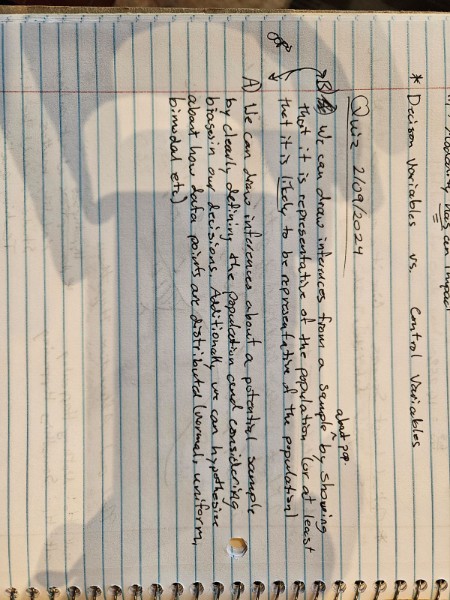 has an impact
* Decision Variables vs. Control Variables
Quiz 2/09/2024
about pop.
B) We can draw inferences from a sample by showing
that it is representative of the population (or at least
that it is likely to be representative of the population)
A) We can draw inferences about a potential sample
by clearly defining the population and considering
biases in our decisions. Additionally we can hypothesize
about how data points are distributed (normal, uniform,
bimodal etc.)